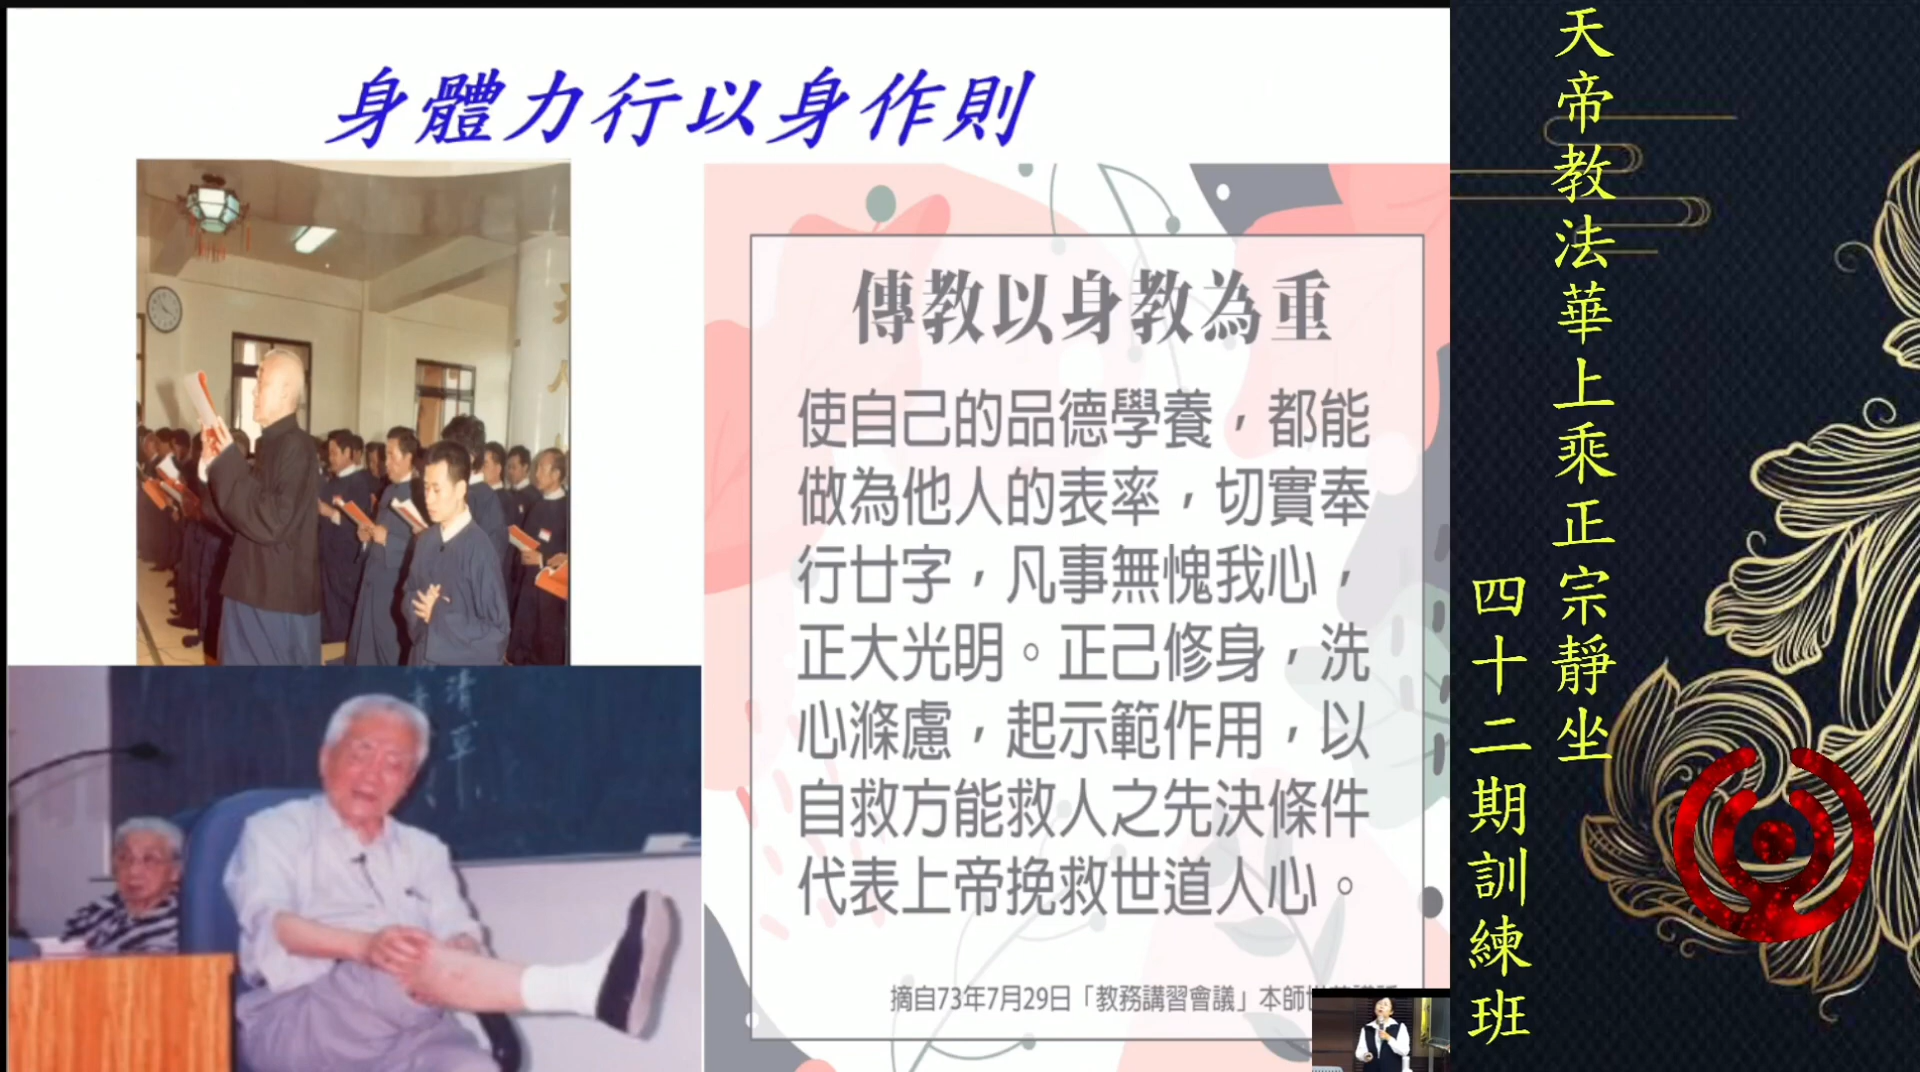 身體力行以身作則
傳教以身教為重
使自己的品德學養，都能
做為他人的表率，切實奉
行廿字，凡事無愧我心，
正大光明。正己修身，洗
心滌慮，起示範作用，以
自救方能救人之先決條件
代表上帝挽救世道人心。
摘自73年7月29日「教務講習會議」本師
天帝教法華上乘正宗靜坐
四十二期訓練班